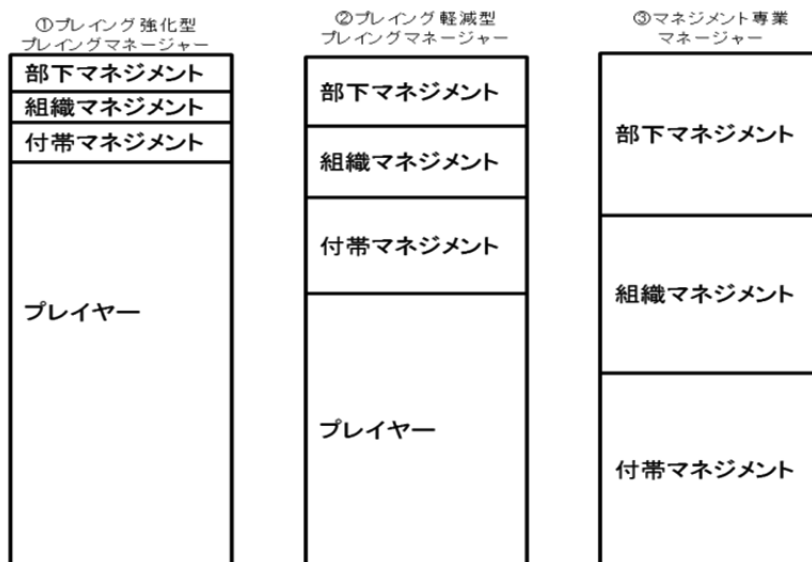 ①プレイング強化型
プレイングマネージャー
部下マネジメント
組織マネジメント
付帯マネジメント
プレイヤー
②プレイング軽減型
プレイングマネージャー
部下マネジメント
組織マネジメント
付帯マネジメント
プレイヤー
③マネジメント専業
マネージャー
部下マネジメント
組織マネジメント
付帯マネジメント